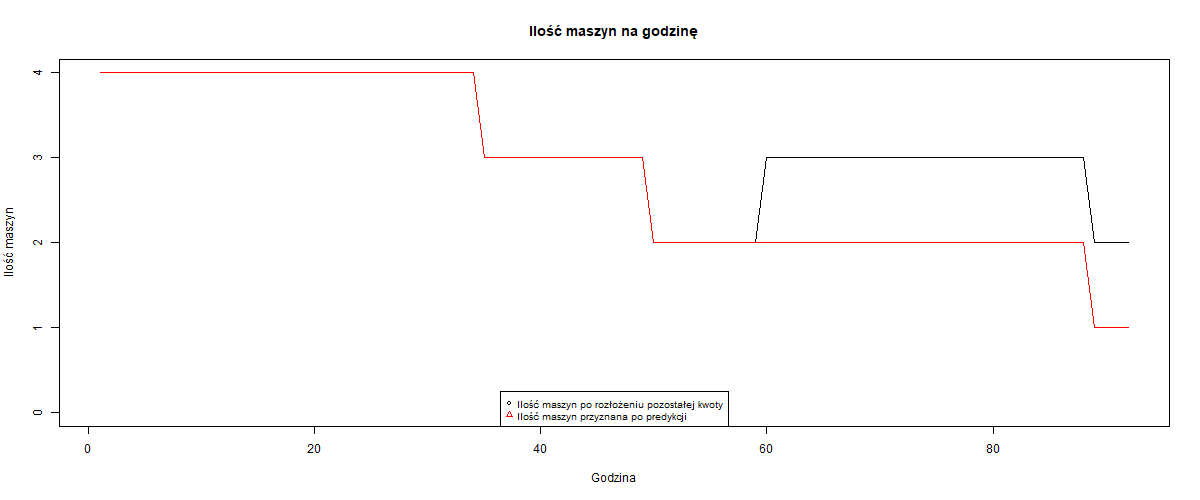 Ilość maszyn na godzinę
Ilość maszyn
4
3
2
1
0
Ilość maszyn po rozłożeniu pozostałej kwoty
Ilość maszyn przyznana po predykcji
0 20 40 60 80
Godzina